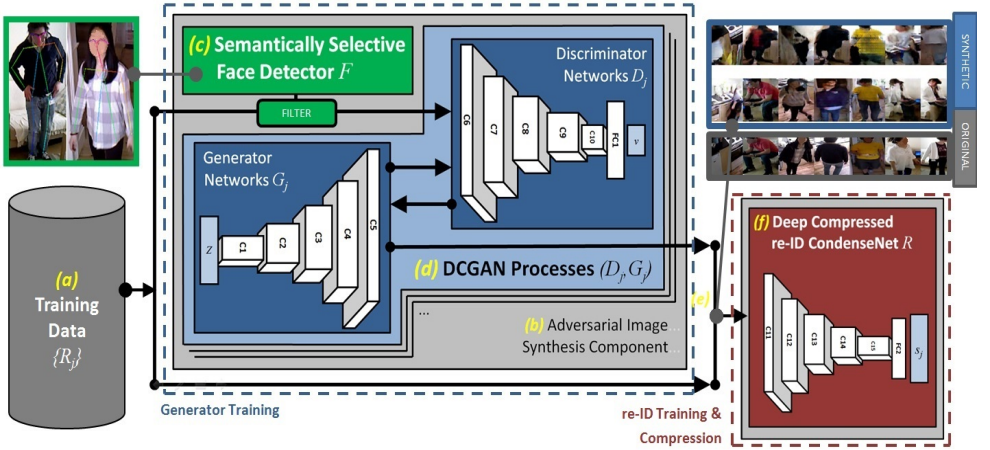 (c) Semantically Selective
Face Detector F
FILTER
Discriminator
Networks Dj
C6
C7
C8
C9
C10
FC1
v
Generator
Networks Gj
Z
C1
C2
C3
C4
C5
(d) DCGAN Processes (Dj,Gj)
...
(b) Adversarial Image
Synthesis Component
(a)
Training
Data
{Rj}
Generator Training
SYNTHETIC
ORIGINAL
(e)
(f) Deep Compressed
re-ID CondenseNet R
C11
C12
C13
C14
C15
FC2
sj
re-ID Training &
Compression